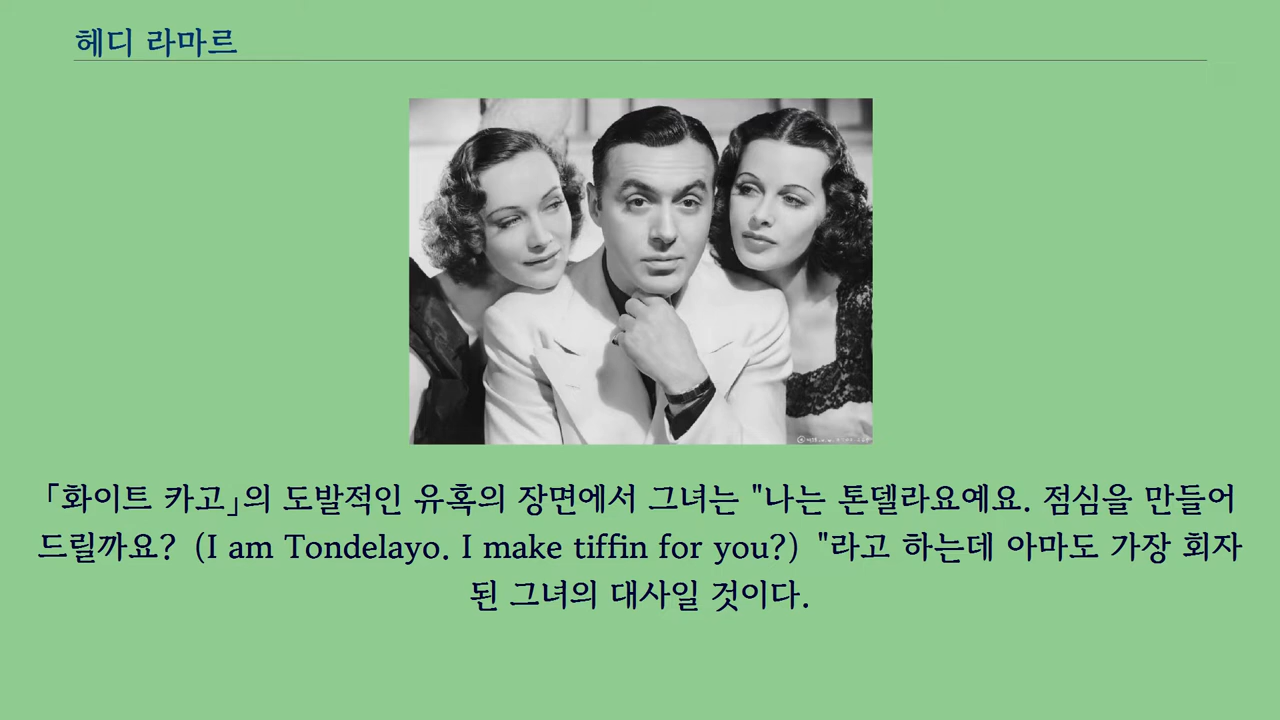 헤디 라마르
「화이트 카고」의 도발적인 유혹의 장면에서 그녀는 "나는 톤델라요예요. 점심을 만들어
드릴까요? (I am Tondelayo. I make tiffin for you?) "라고 하는데 아마도 가장 회자
된 그녀의 대사일 것이다.